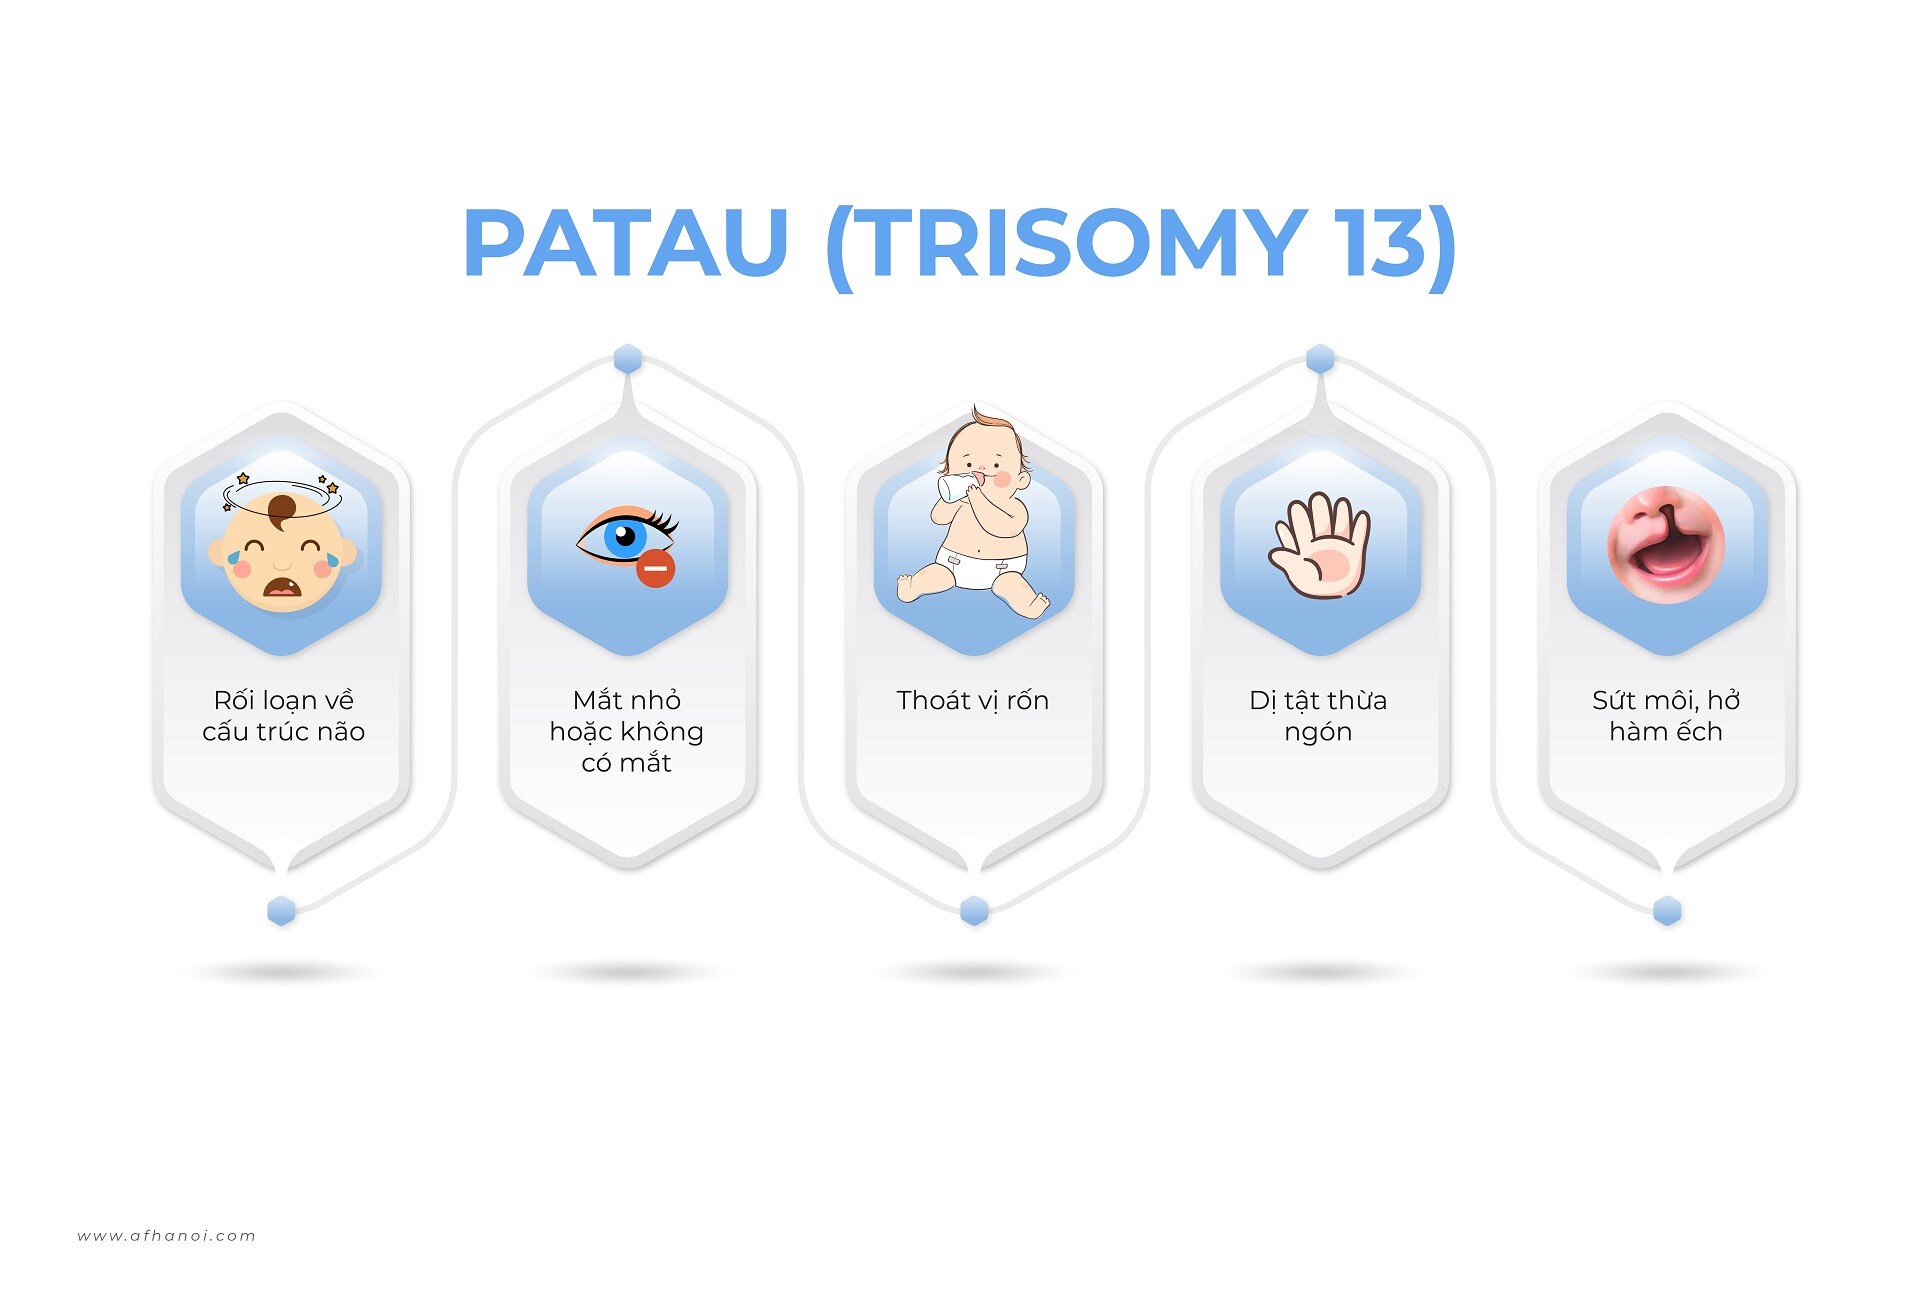 PATAU (TRISOMY 13)
Rối loạn về
cấu trúc não
Mắt nhỏ
hoặc không
có mắt
Thoát vị rốn
Dị tật thừa
ngón
Sứt môi, hở
hàm ếch
www.afhanoi.com